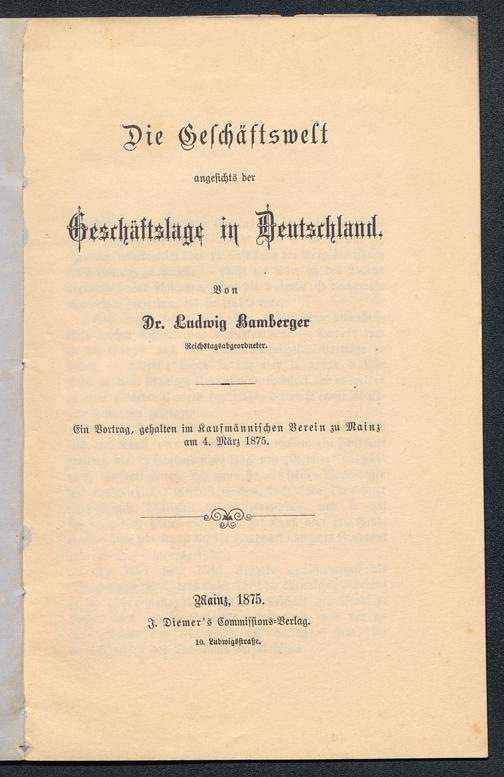 Die Geschäftswelt
angesichts der
Geschäftslage in Deutschland.
Von
Dr. Ludwig Bamberger
Reichstagsabgeordneter.
Ein Vortrag, gehalten im Kaufmännischen Verein zu Mainz
am 4. März 1875.
Mainz, 1875.
J. Diemer's Commissions-Verlag.
10. Ludwigsstraße.